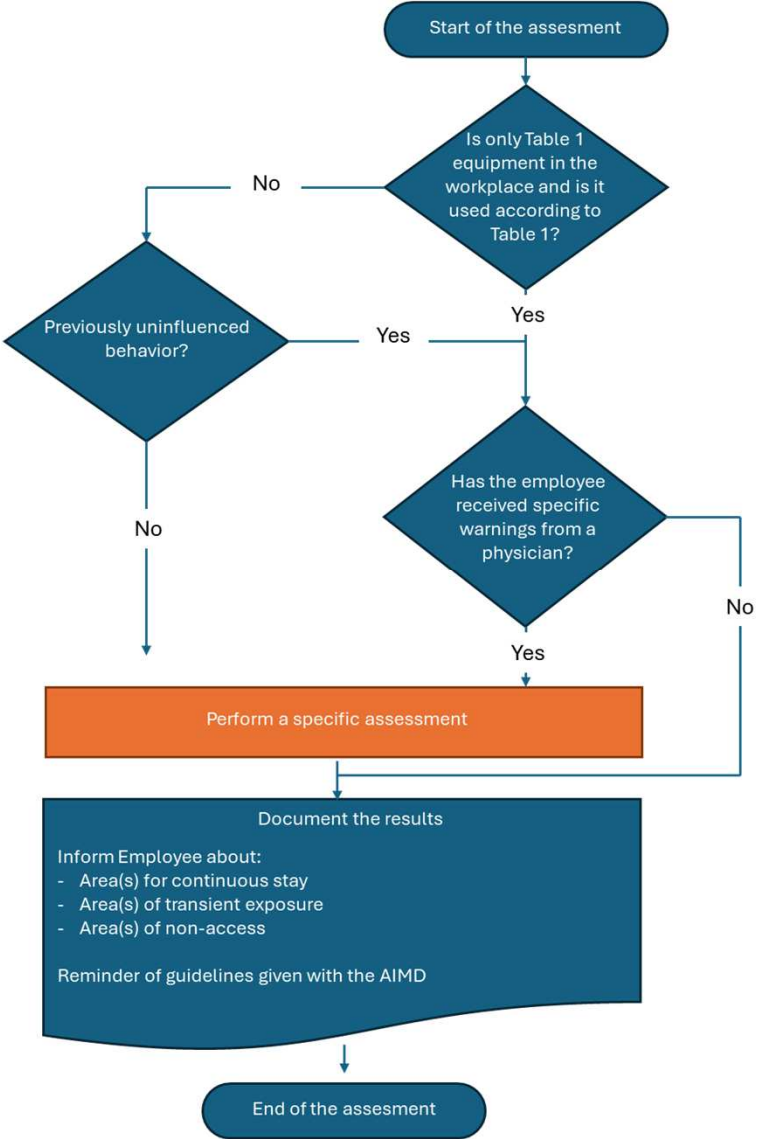 Start of the assesment
Is only Table 1
equipment in the
workplace and is it
used according to
Table 1?
No
Yes
Previously uninfluenced
behavior?
Yes
Has the employee
received specific
warnings from a
physician?
No
No
Yes
Perform a specific assessment
Document the results
Inform Employee about:
- Area(s) for continuous stay
- Area(s) of transient exposure
- Area(s) of non-access
Reminder of guidelines given with the AIMD
End of the assesment